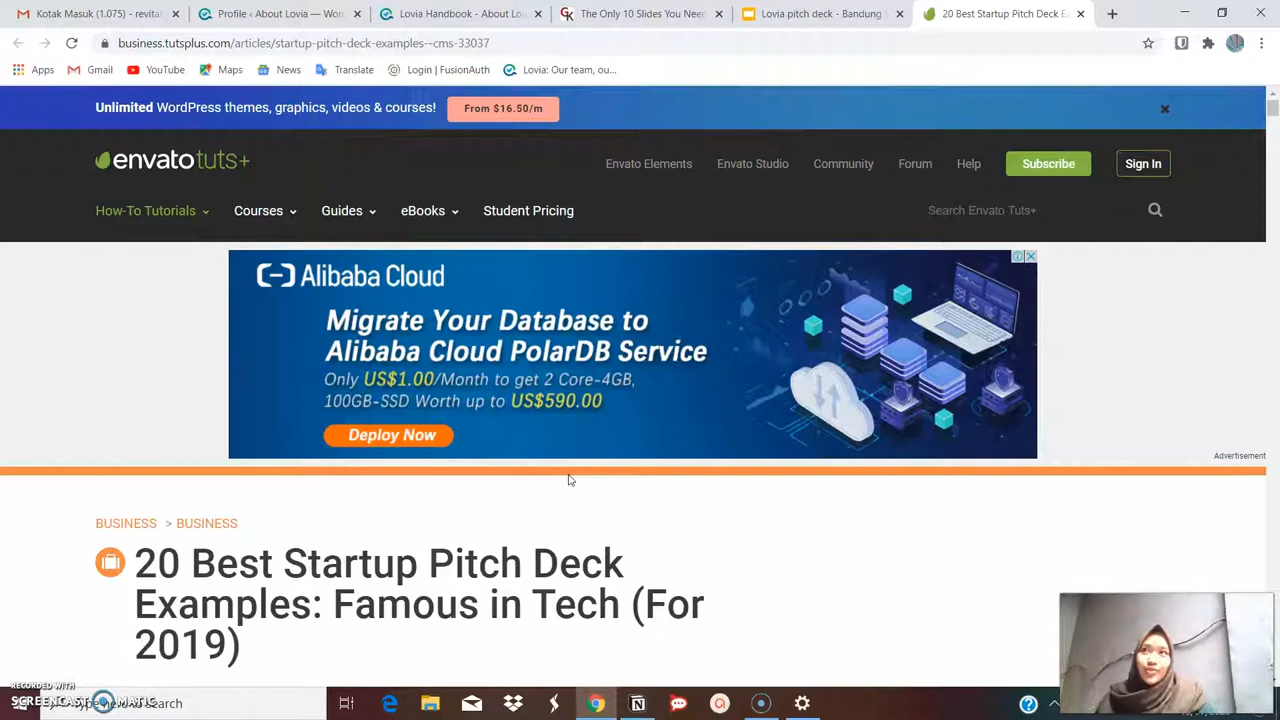 Kotak Masuk (1.075) - revita
Profile ‹ About Lovia — Wor
Lovia Handbook - About Lo
The Only 10 Slides You Need
Lovia pitch deck - Bandung
20 Best Startup Pitch Deck Ex
business.tutsplus.com/articles/startup-pitch-deck-examples--cms-33037
Apps
Gmail
YouTube
Maps
News
Translate
Login | FusionAuth
Lovia: Our team, ou...
Unlimited WordPress themes, graphics, videos & courses!
From $16.50/m
envatotuts+
Envato Elements
Envato Studio
Community
Forum
Help
Subscribe
Sign In
How-To Tutorials
Courses
Guides
eBooks
Student Pricing
Search Envato Tuts+
Alibaba Cloud
Migrate Your Database to
Alibaba Cloud PolarDB Service
Only US$1.00/Month to get 2 Core-4GB,
100GB-SSD Worth up to US$590.00
Deploy Now
Advertisement
BUSINESS > BUSINESS
20 Best Startup Pitch Deck
Examples: Famous in Tech (For
2019)
RECORDED WITH
SCREENCAST MATIC
here to search